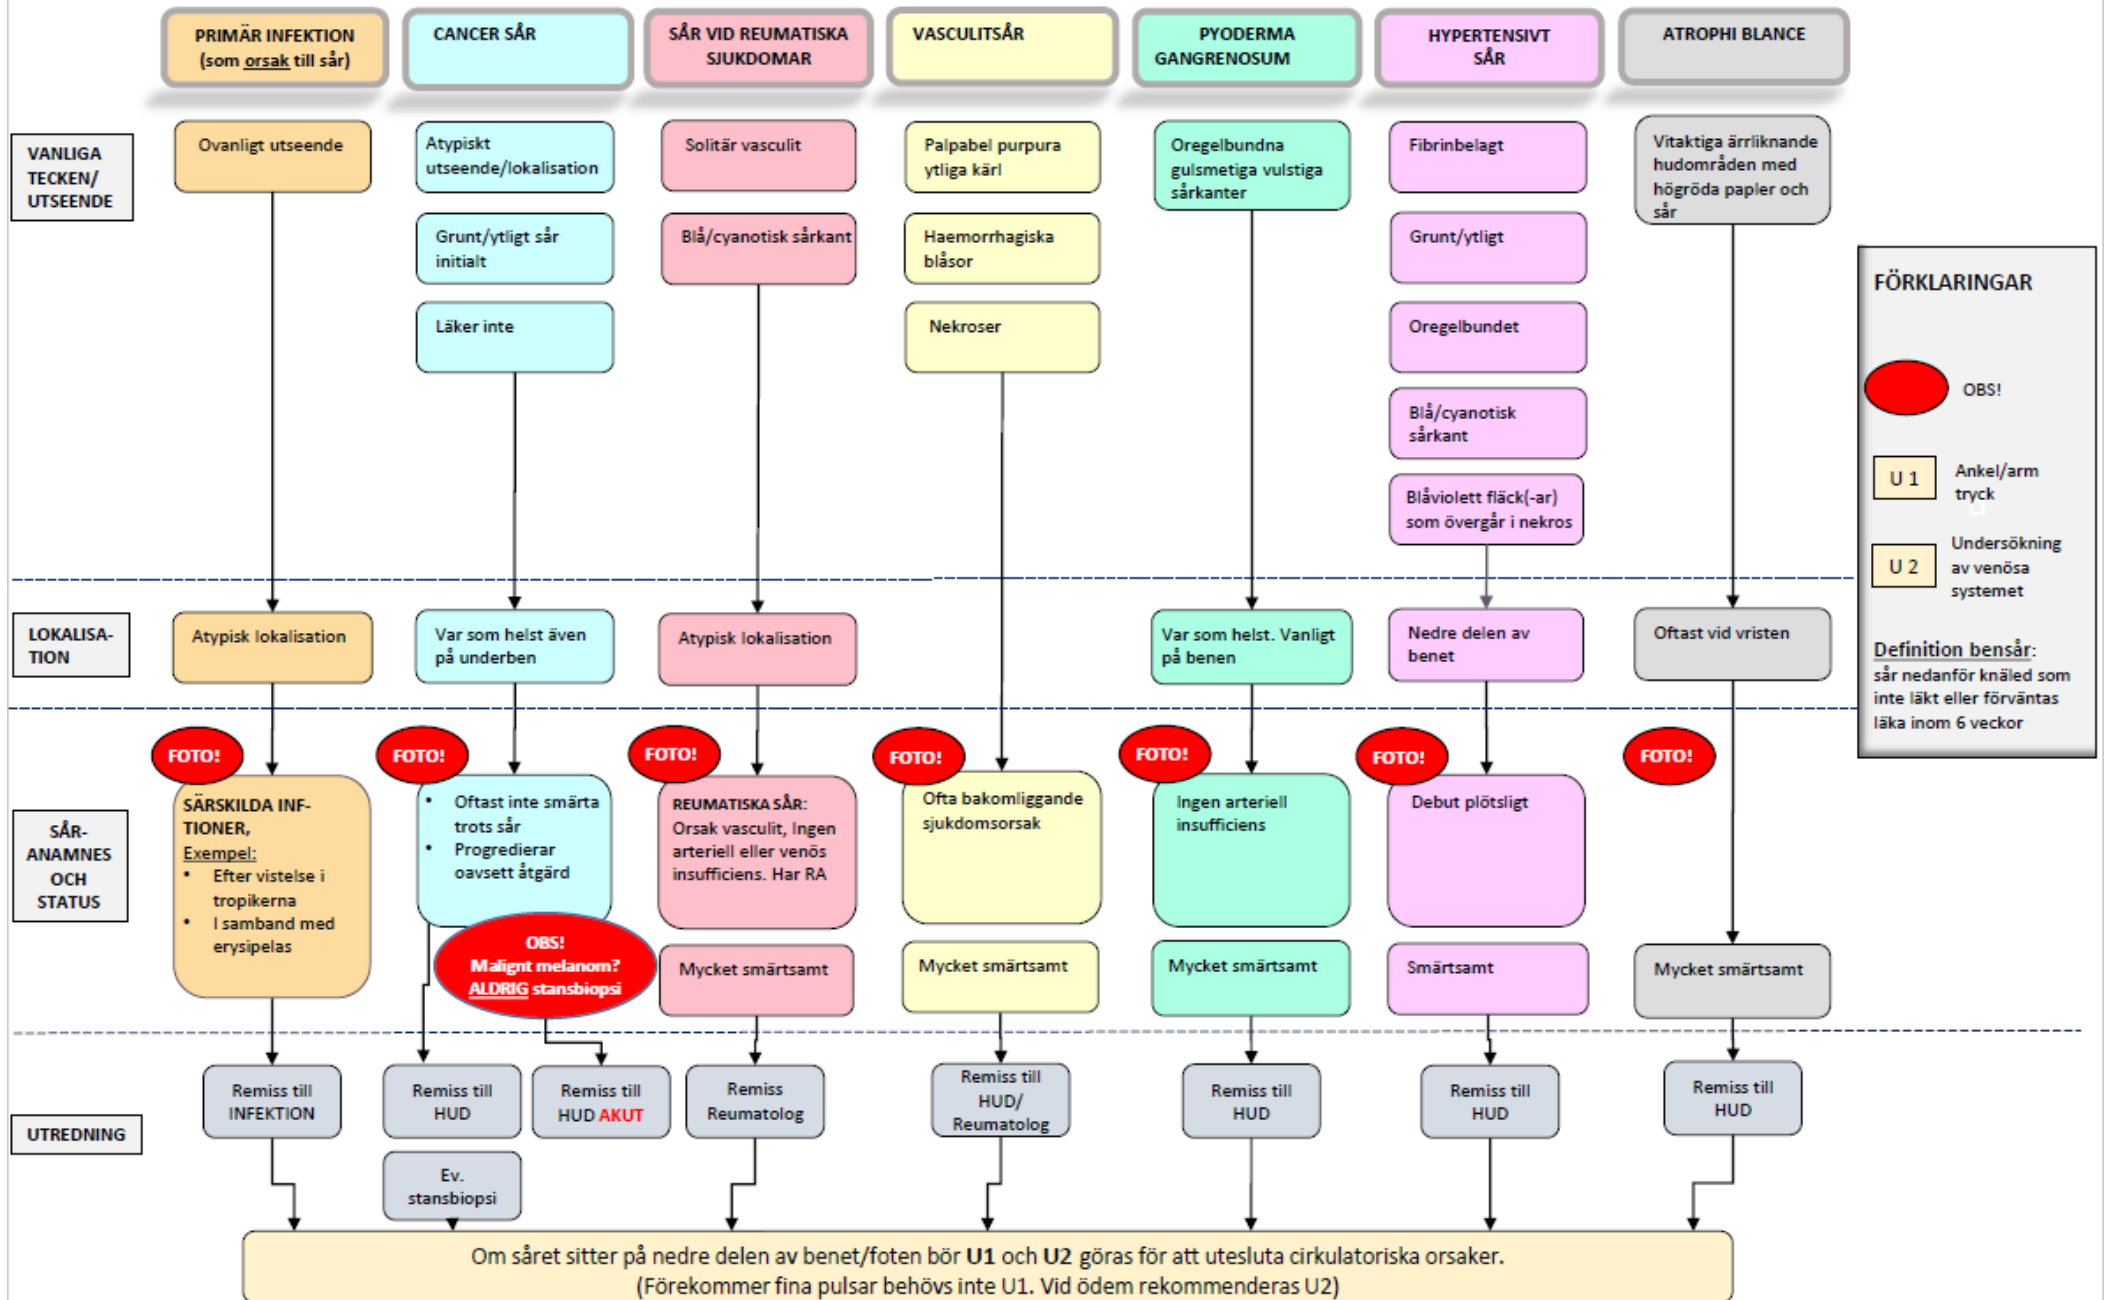 PRIMÄR INFEKTION
(som orsak till sår)
CANCER SÅR
SÅR VID REUMATISKA
SJUKDOMAR
VASCULITSÅR
PYODERMA
GANGRENOSUM
HYPERTENSIVT
SÅR
ATROPHI BLANCE
VANLIGA
TECKEN/
UTSEENDE
Ovanligt utseende
Atypiskt
utseende/lokalisation
Grunt/ytligt sår
initialt
Läker inte
Solitär vasculit
Blå/cyanotisk sårkant
Palpabel purpura
ytliga kärl
Haemorrhagiska
blåsor
Nekroser
Oregelbundna
gulsmetiga vulstiga
sårkanter
Fibrinbelagt
Grunt/ytligt
Oregelbundet
Blå/cyanotisk
sårkant
Blåviolett fläck(-ar)
som övergår i nekros
Vitaktiga ärrliknande
hudområden med
högröda papler och
sår
LOKALISA-
TION
Atypisk lokalisation
Var som helst även
på underben
Atypisk lokalisation
Var som helst. Vanligt
på benen
Nedre delen av
benet
Oftast vid vristen
SÅR-
ANAMNES
OCH
STATUS
FOTO!
SÄRSKILDA INF-
TIONER,
Exempel:
• Efter vistelse i
tropikerna
• I samband med
erysipelas
FOTO!
• Oftast inte smärta
trots sår
• Progredierar
oavsett åtgärd
OBS!
Malignt melanom?
ALDRIG stansbiopsi
FOTO!
REUMATISKA SÅR:
Orsak vasculit, Ingen
arteriell eller venös
insufficiens. Har RA
Mycket smärtsamt
FOTO!
Ofta bakomliggande
sjukdomsorsak
Mycket smärtsamt
FOTO!
Ingen arteriell
insufficiens
Mycket smärtsamt
FOTO!
Debut plötsligt
Smärtsamt
FOTO!
Mycket smärtsamt
UTREDNING
Remiss till
INFEKTION
Remiss till
HUD
Ev.
stansbiopsi
Remiss till
HUD AKUT
Remiss
Reumatolog
Remiss till
HUD/
Reumatolog
Remiss till
HUD
Remiss till
HUD
Remiss till
HUD
Om såret sitter på nedre delen av benet/foten bör U1 och U2 göras för att utesluta cirkulatoriska orsaker.
(Förekommer fina pulsar behövs inte U1. Vid ödem rekommenderas U2)
FÖRKLARINGAR
OBS!
U 1
Ankel/arm
tryck
U 2
Undersökning
av venösa
systemet
Definition bensår:
sår nedanför knäled som
inte läkt eller förväntas
läka inom 6 veckor